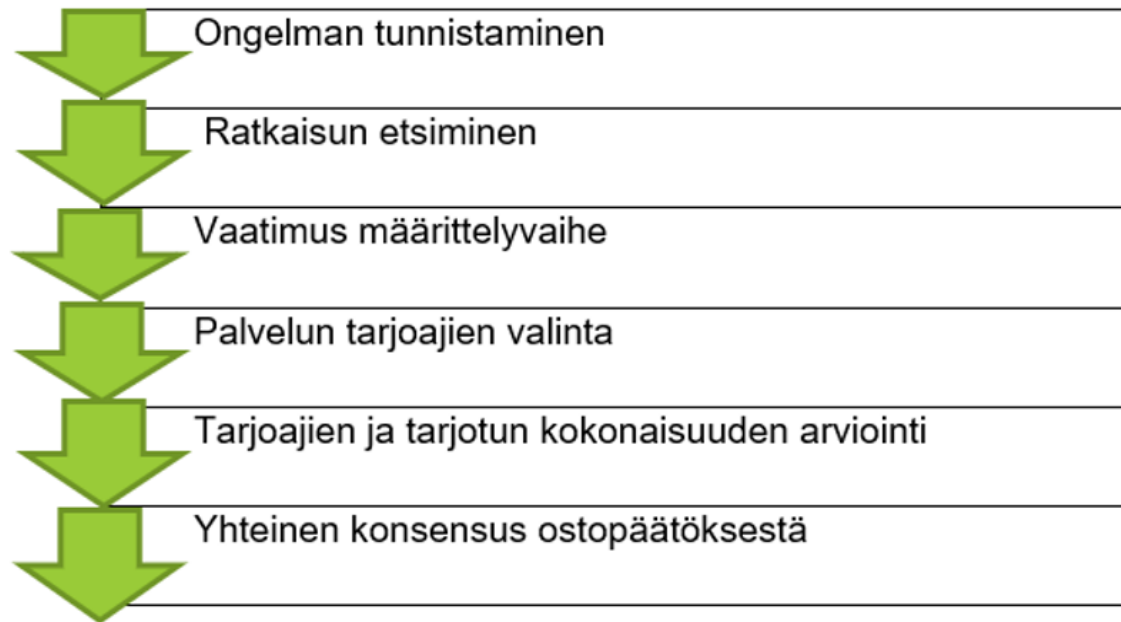 Ongelman tunnistaminen
Ratkaisun etsiminen
Vaatimus määrittelyvaihe
Palvelun tarjoajien valinta
Tarjoajien ja tarjotun kokonaisuuden arviointi
Yhteinen konsensus ostopäätöksestä